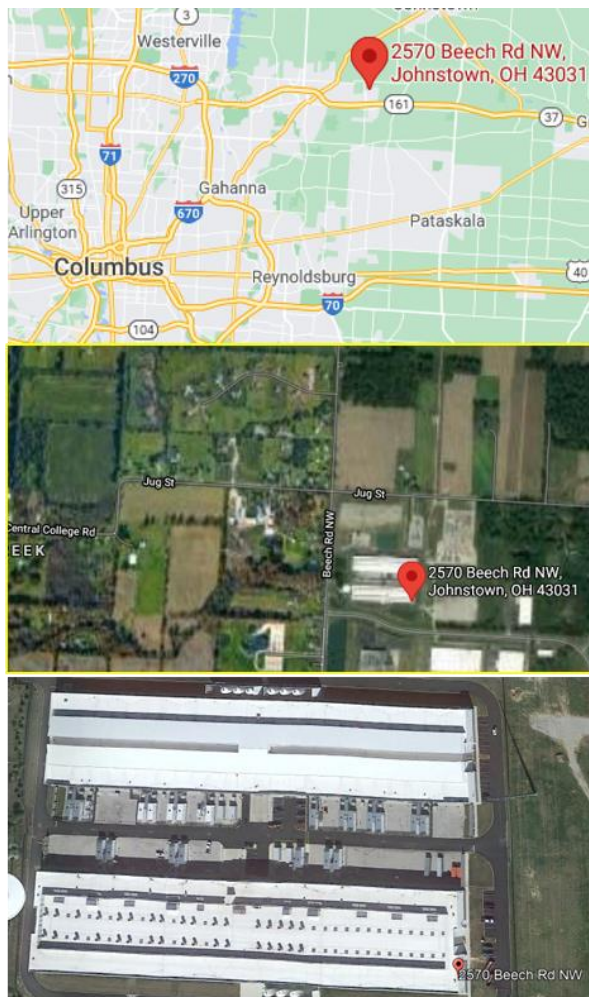 Johnstown
3
Westerville
2570 Beech Rd NW,
Johnstown, OH 43031
270
161
37
71
315
Gahanna
670
Upper
Arlington
Pataskala
Columbus
Reynoldsburg
40
70
104
Jug St
Jug St
Central College Rd
EEK
Beech Rd NW
2570 Beech Rd NW,
Johnstown, OH 43031
2570 Beech Rd NW